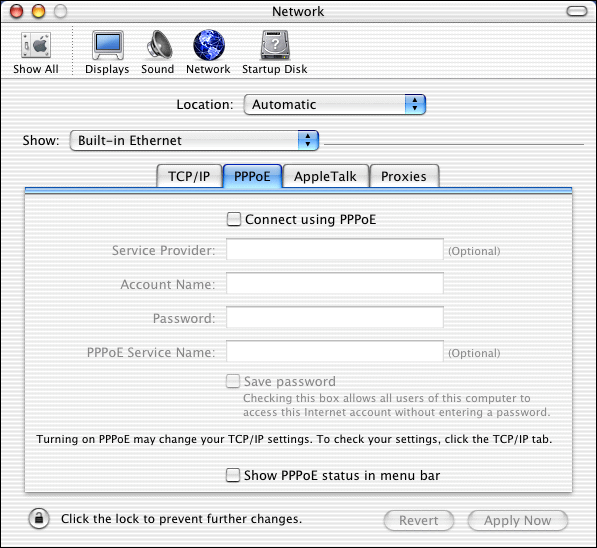 Network
Show All Displays Sound Network Startup Disk
Location: Automatic
Show: Built-in Ethernet
TCP/IP PPPoE AppleTalk Proxies
Connect using PPPoE
Service Provider: (Optional)
Account Name:
Password:
PPPoE Service Name: (Optional)
Save password
Checking this box allows all users of this computer to
access this Internet account without entering a password.
Turning on PPPoE may change your TCP/IP settings. To check your settings, click the TCP/IP tab.
Show PPPoE status in menu bar
Click the lock to prevent further changes. Revert Apply Now